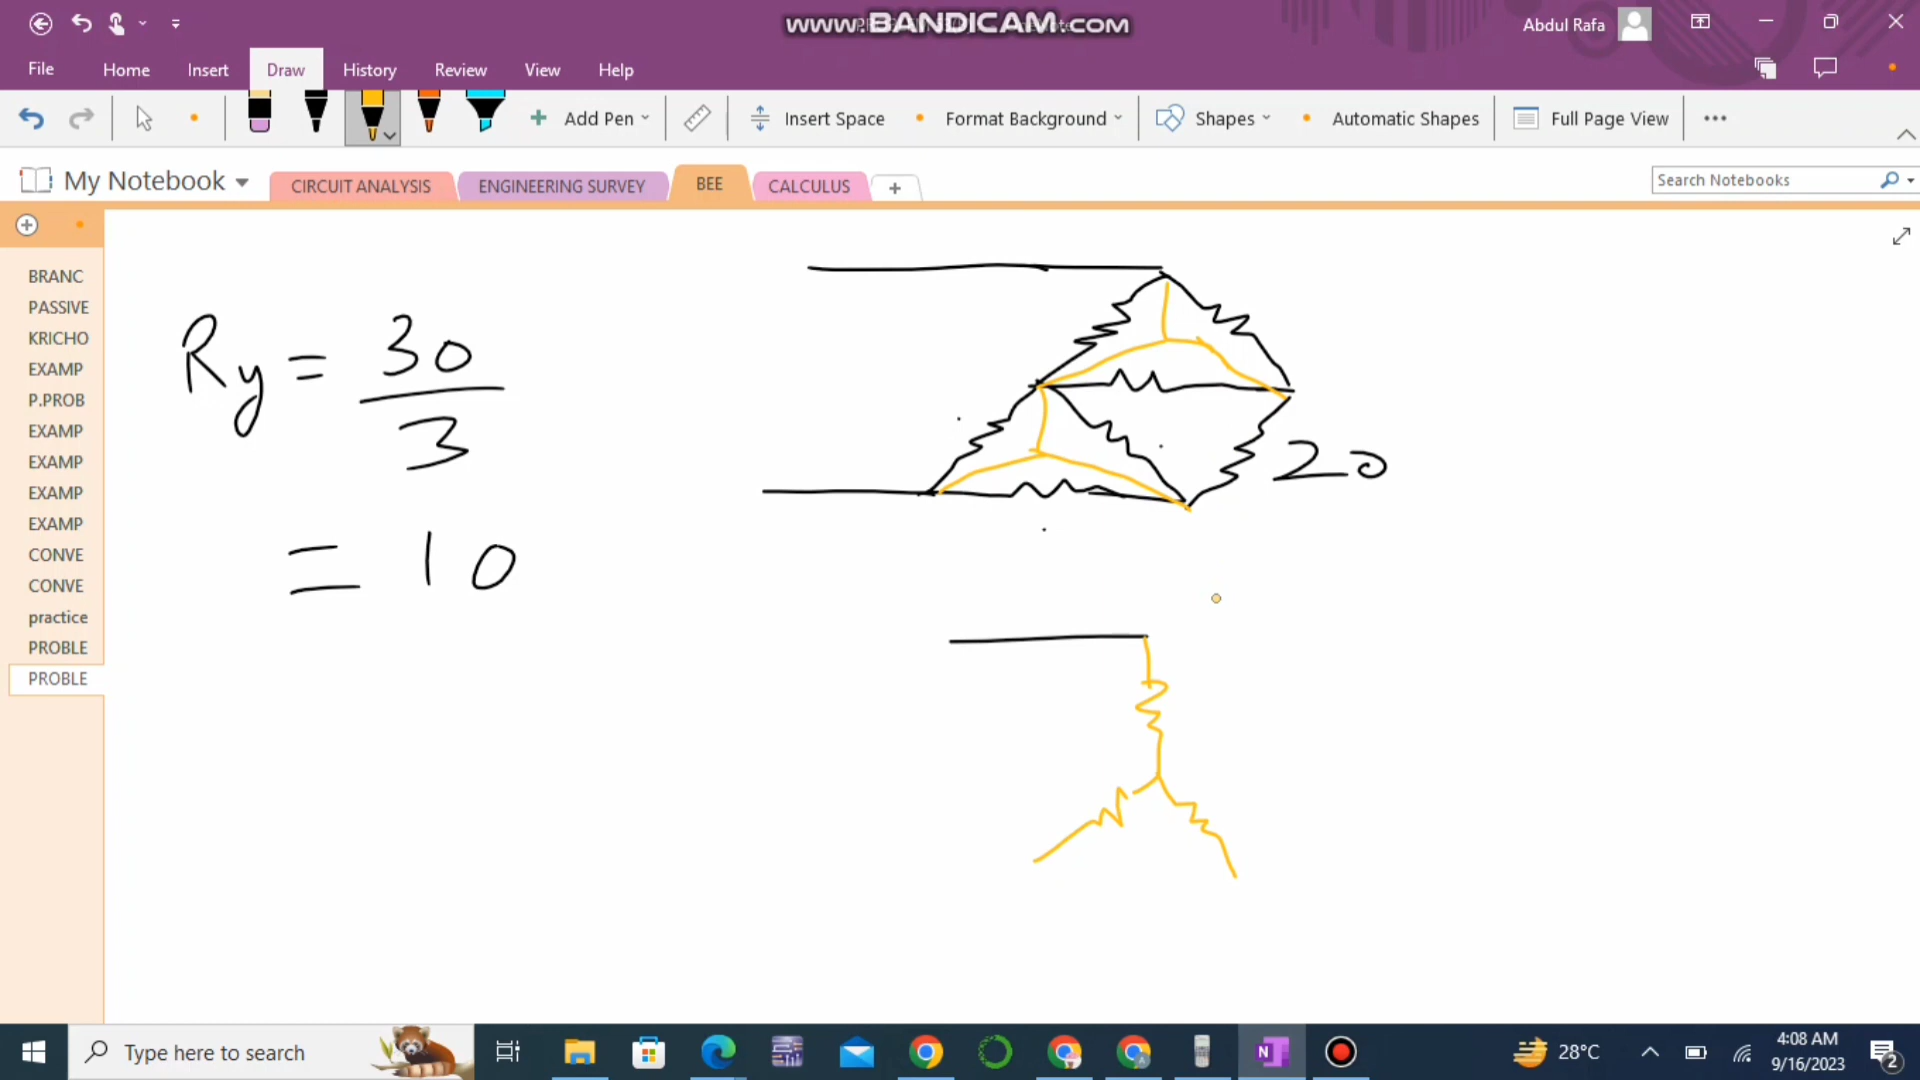 www.BANDICAM.com
Abdul Rafa
File
Home
Insert
Draw
History
Review
View
Help
Add Pen
Insert Space
Format Background
Shapes
Automatic Shapes
Full Page View
My Notebook
CIRCUIT ANALYSIS
ENGINEERING SURVEY
BEE
CALCULUS
Search Notebooks
BRANC
PASSIVE
KRICHO
EXAMP
P.PROB
EXAMP
EXAMP
EXAMP
EXAMP
CONVE
CONVE
practice
PROBLE
PROBLE
Ry = 30
3
= 10
20
Type here to search
28°C
4:08 AM
9/16/2023
2